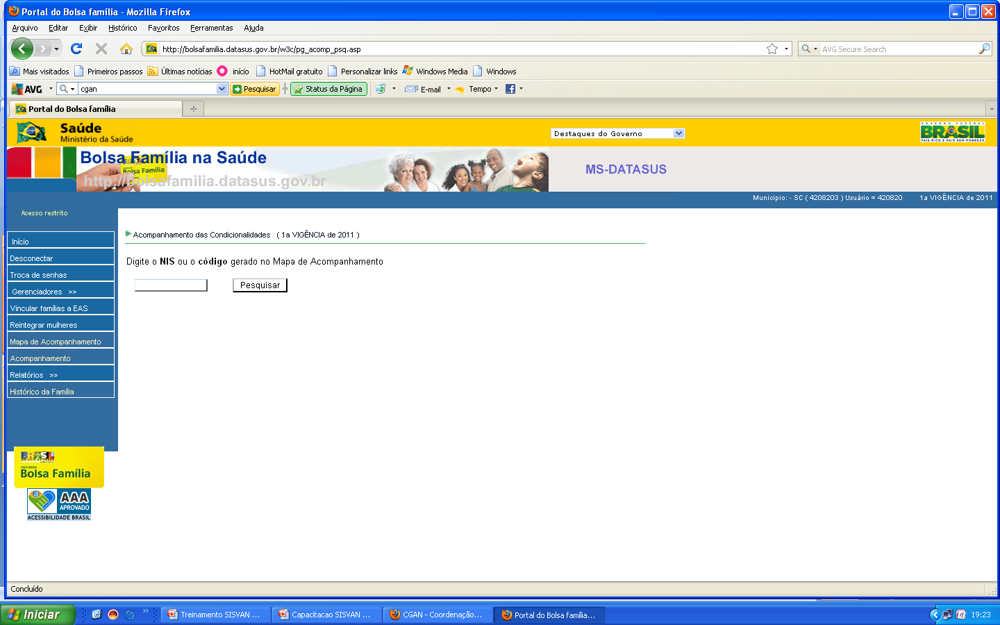 Portal do Bolsa família - Mozilla Firefox
Arquivo Editar Exibir Histórico Favoritos Ferramentas Ajuda
http://bolsafamilia.datasus.gov.br/w3c/pg_acomp_psq.asp
AVG Secure Search
Mais visitados Primeiros passos Últimas notícias início HotMail gratuito Personalizar links Windows Media Windows
AVG cgan Pesquisar Status da Página E-mail Tempo
Portal do Bolsa família
Saúde
Ministério da Saúde
Destaques do Governo
GOVERNO FEDERAL
BRASIL
PAÍS RICO É PAÍS SEM POBREZA
Bolsa Família na Saúde
Bolsa Família
http://bolsafamilia.datasus.gov.br
MS-DATASUS
Municipio: - SC ( 4208203 ) Usuário = 420820 1a VIGÊNCIA de 2011
Acesso restrito
Início
Desconectar
Troca de senhas
Gerenciadores >>
Vincular famílias a EAS
Reintegrar mulheres
Mapa de Acompanhamento
Acompanhamento
Relatórios >>
Histórico da Família
Acompanhamento das Condicionalidades ( 1a VIGÊNCIA de 2011 )
Digite o NIS ou o código gerado no Mapa de Acompanhamento
Pesquisar
BRASIL
PROGRAMA
Bolsa Família
AAA
APROVADO
ACESSIBILIDADE BRASIL
Concluído
Iniciar
Treinamento SISVAN ...
Capacitacao SISVAN ...
CGAN - Coordenação...
Portal do Bolsa família...
19:23